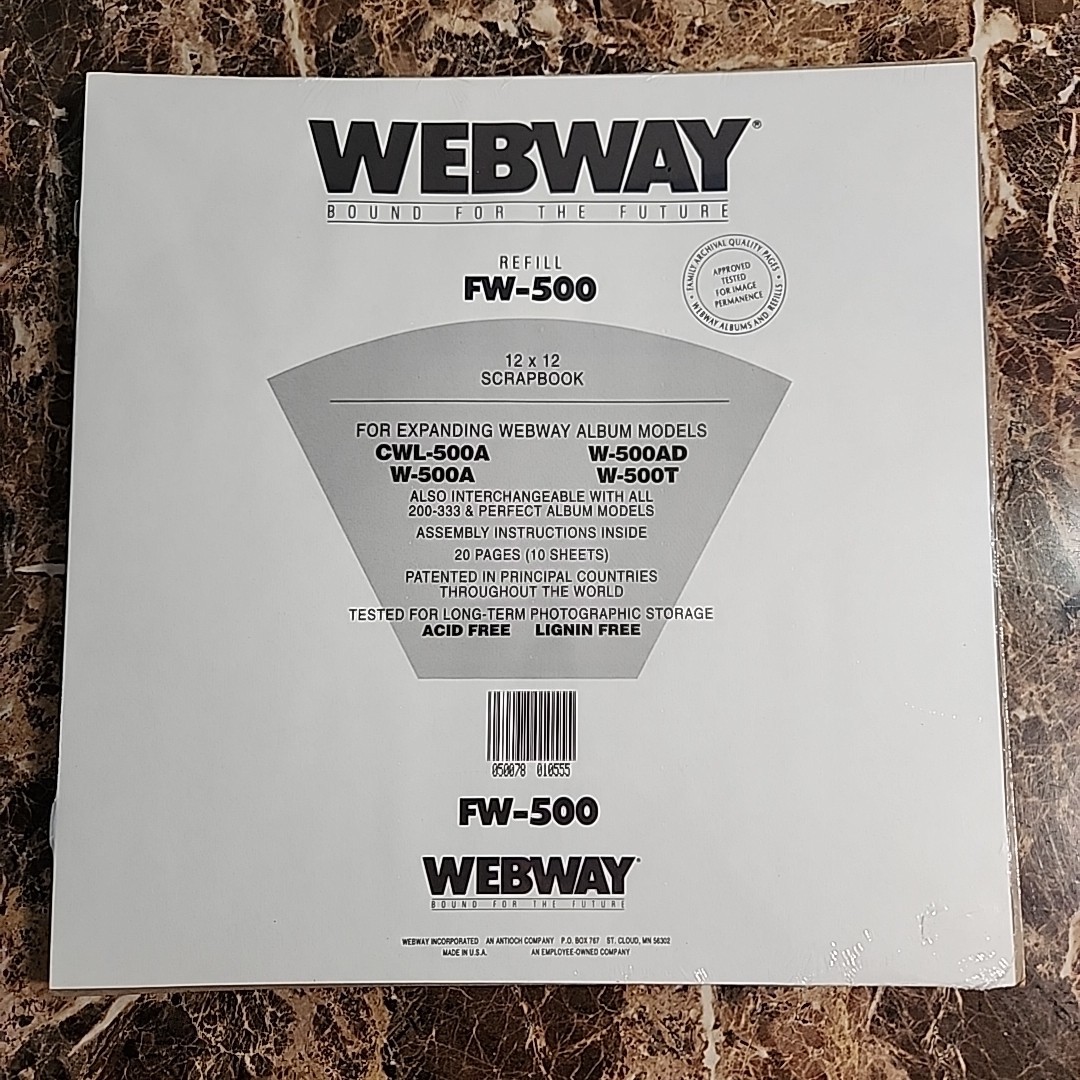 WEBWAY®
BOUND FOR THE FUTURE
REFILL
FW-500
• FAMILY ARCHIVAL QUALITY PAGES •
WEBWAY ALBUMS AND REFILLS
APPROVED
TESTED
FOR IMAGE
PERMANENCE
12 x 12
SCRAPBOOK
FOR EXPANDING WEBWAY ALBUM MODELS
CWL-500A W-500AD
W-500A W-500T
ALSO INTERCHANGEABLE WITH ALL
200-333 & PERFECT ALBUM MODELS
ASSEMBLY INSTRUCTIONS INSIDE
20 PAGES (10 SHEETS)
PATENTED IN PRINCIPAL COUNTRIES
THROUGHOUT THE WORLD
TESTED FOR LONG-TERM PHOTOGRAPHIC STORAGE
ACID FREE LIGNIN FREE
050078 010555
FW-500
WEBWAY®
BOUND FOR THE FUTURE
WEBWAY INCORPORATED AN ANTIOCH COMPANY P.O. BOX 767 ST. CLOUD, MN 56302
MADE IN U.S.A. AN EMPLOYEE-OWNED COMPANY